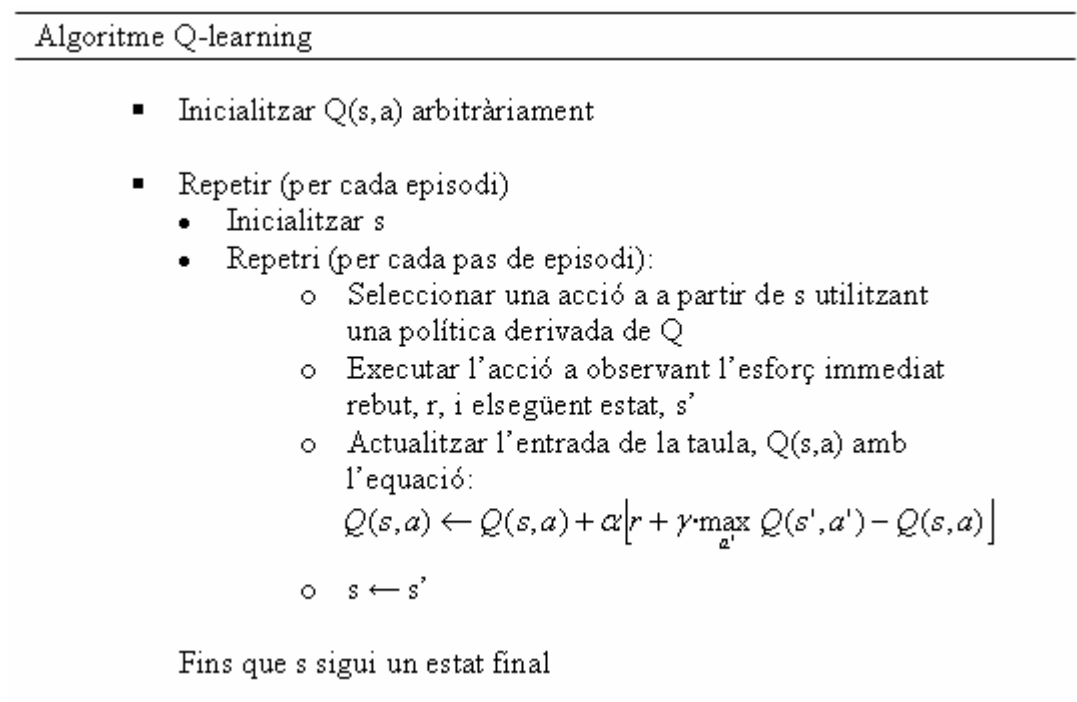 Algoritme Q-learning
▪ Inicialitzar Q(s,a) arbitràriament
▪ Repetir (per cada episodi)
• Inicialitzar s
• Repetri (per cada pas de episodi):
o Seleccionar una acció a a partir de s utilitzant
una política derivada de Q
o Executar l'acció a observant l'esforç immediat
rebut, r, i elsegüent estat, s'
o Actualitzar l'entrada de la taula, Q(s,a) amb
l'equació:
Q(s,a) ← Q(s,a) + α⌊r + γ·max_{a'} Q(s',a') − Q(s,a)⌋
o s ← s'
Fins que s sigui un estat final